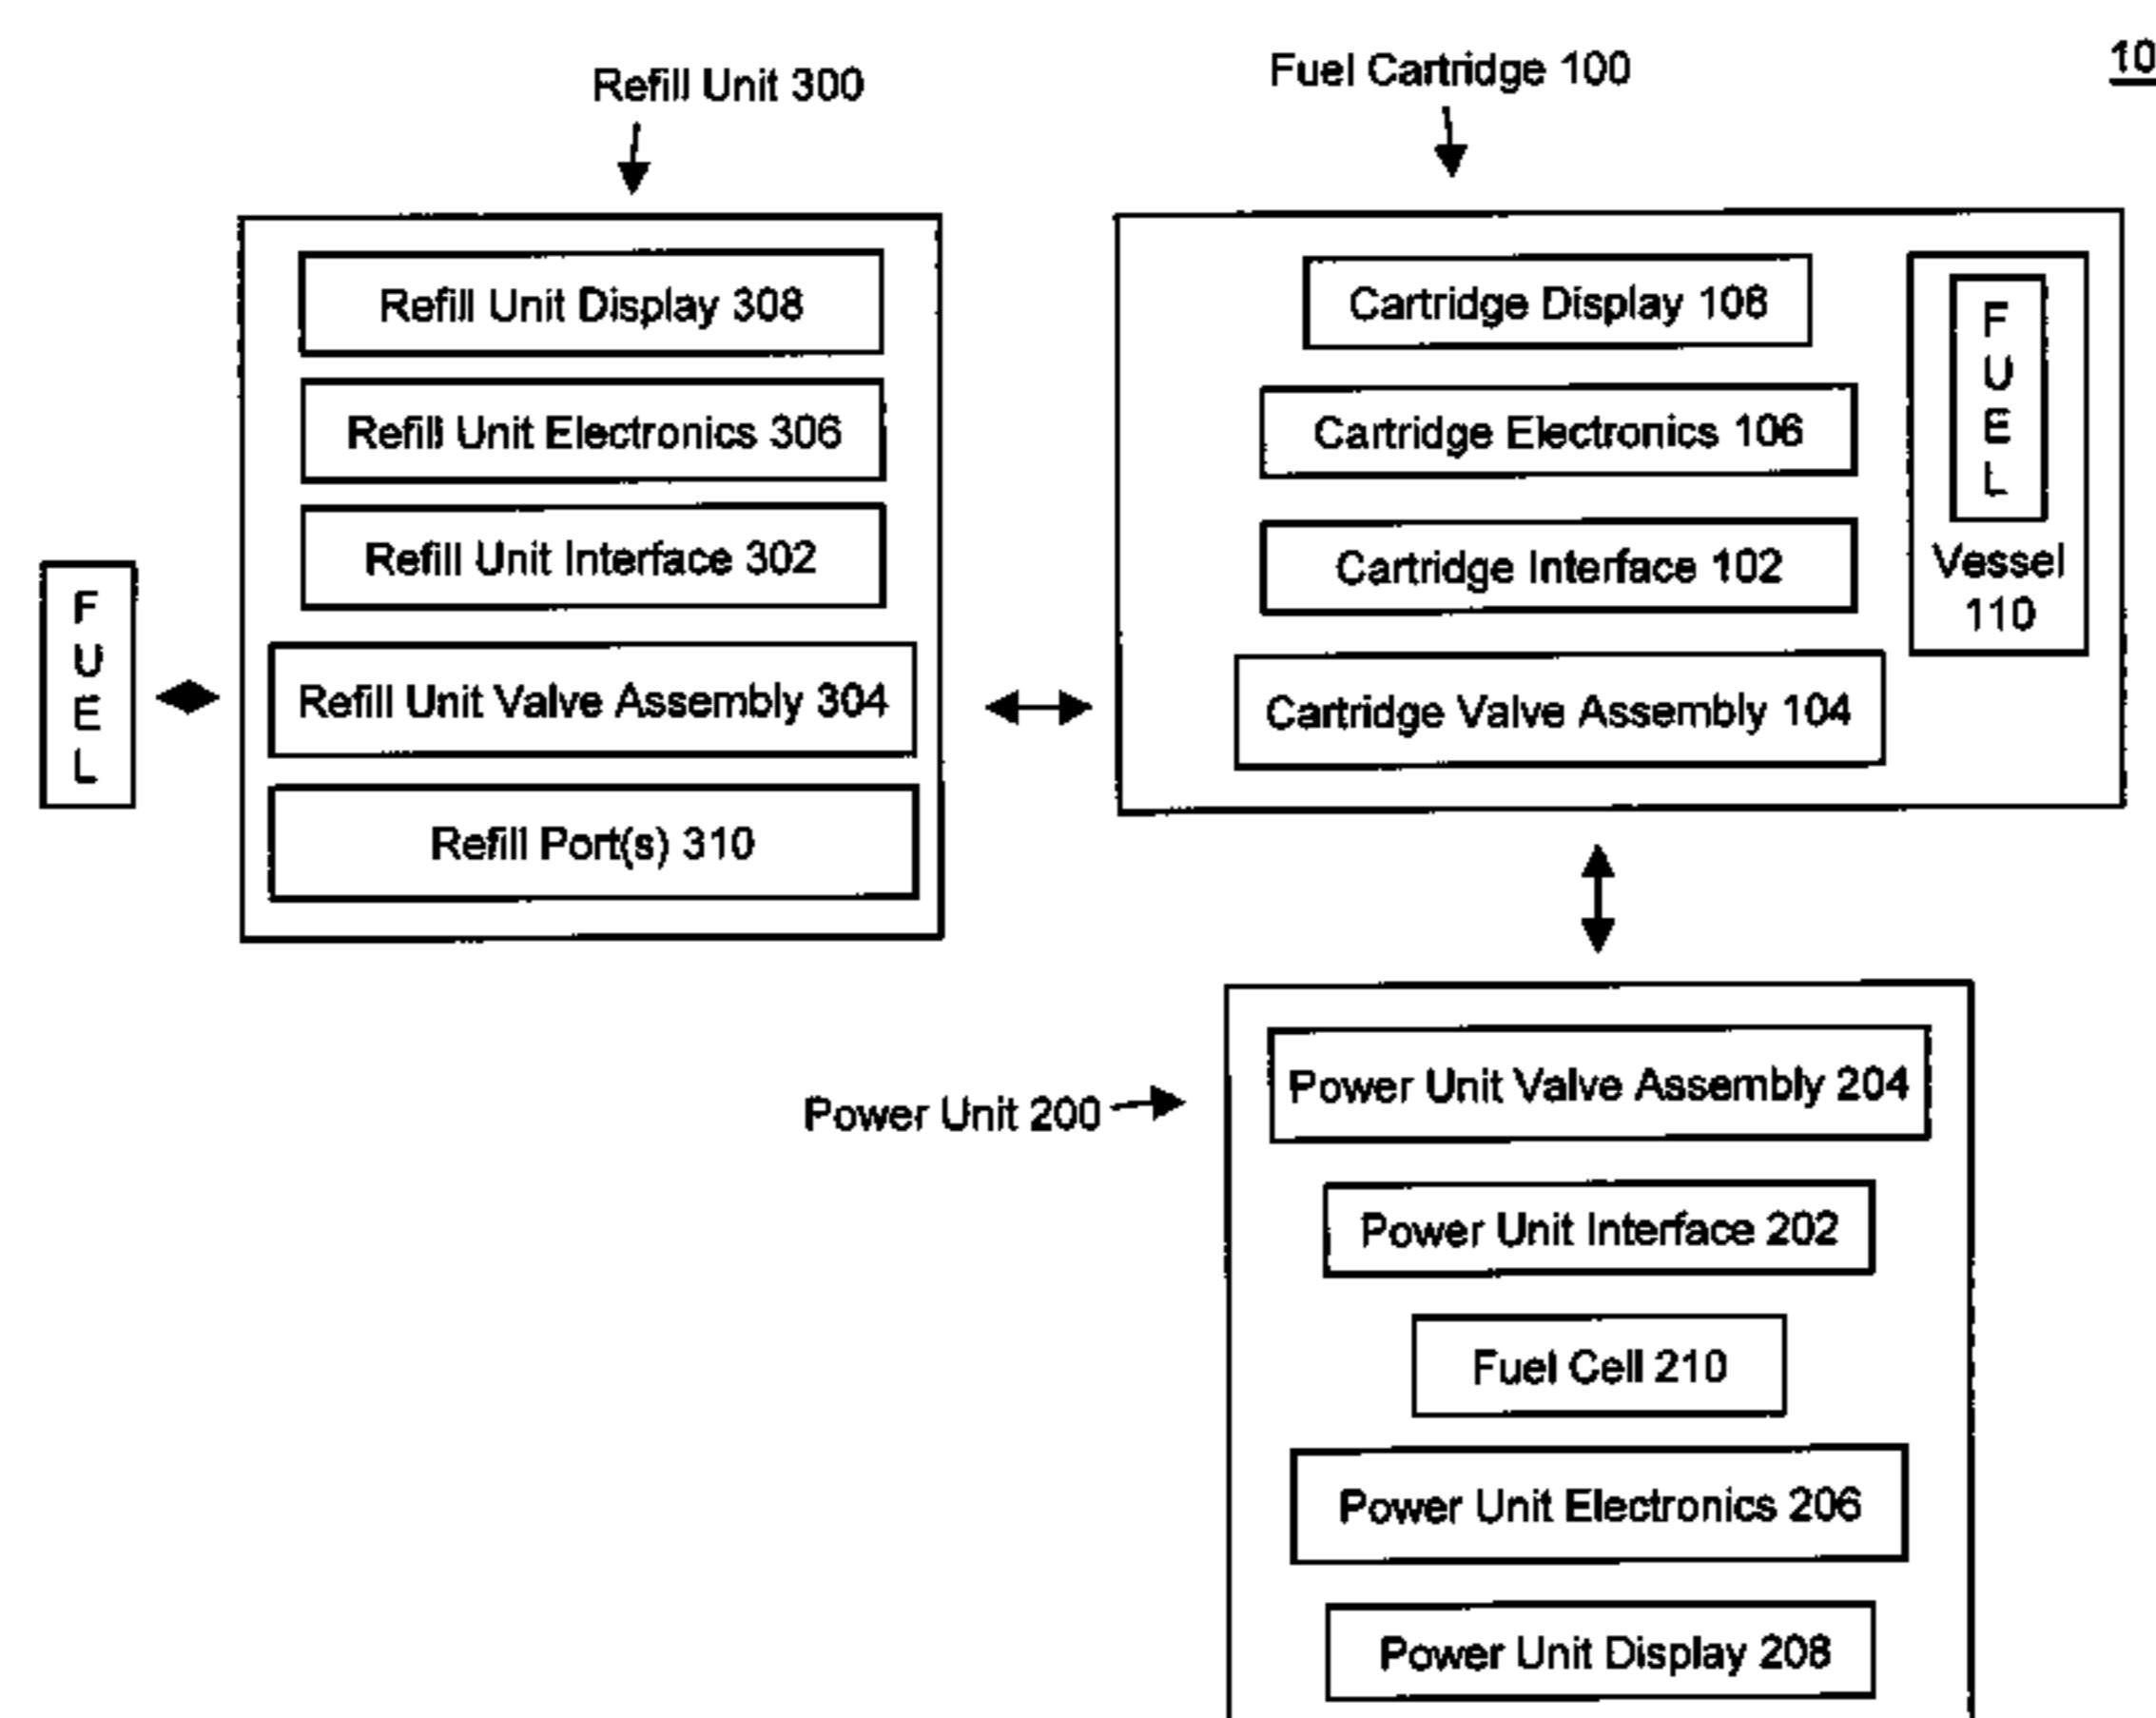 10
Refill Unit 300
Fuel Cartridge 100
Refill Unit Display 308
Refill Unit Electronics 306
Refill Unit Interface 302
Refill Unit Valve Assembly 304
Refill Port(s) 310
F
U
E
L
Cartridge Display 108
Cartridge Electronics 106
Cartridge Interface 102
Cartridge Valve Assembly 104
F
U
E
L
Vessel
110
Power Unit 200
Power Unit Valve Assembly 204
Power Unit Interface 202
Fuel Cell 210
Power Unit Electronics 206
Power Unit Display 208